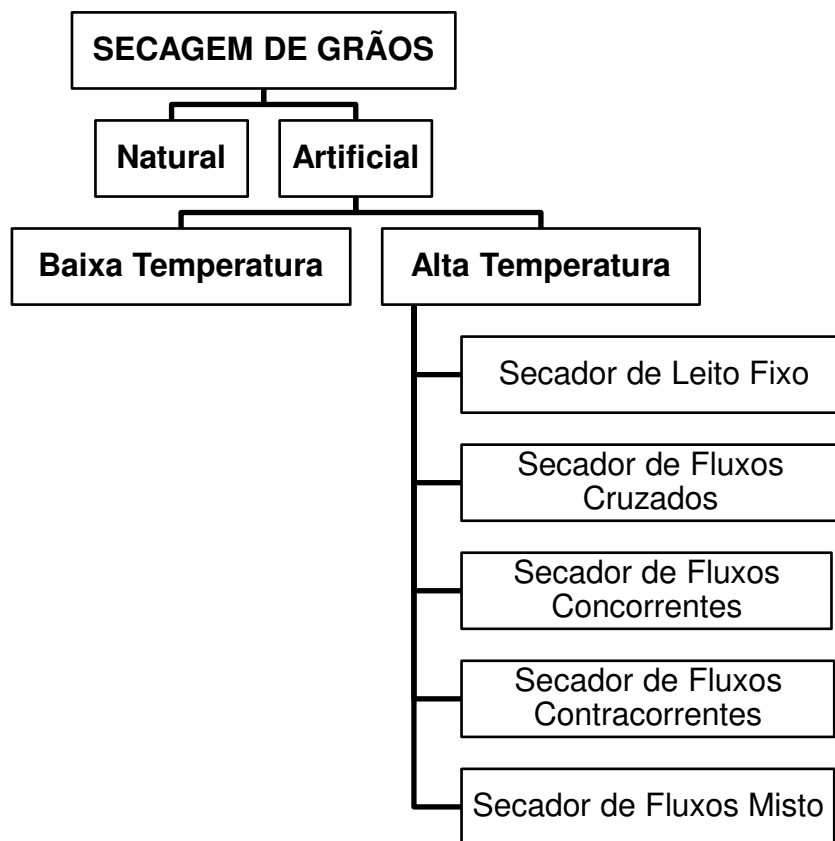 SECAGEM DE GRÃOS
Natural
Artificial
Baixa Temperatura
Alta Temperatura
Secador de Leito Fixo
Secador de Fluxos
Cruzados
Secador de Fluxos
Concorrentes
Secador de Fluxos
Contracorrentes
Secador de Fluxos Misto